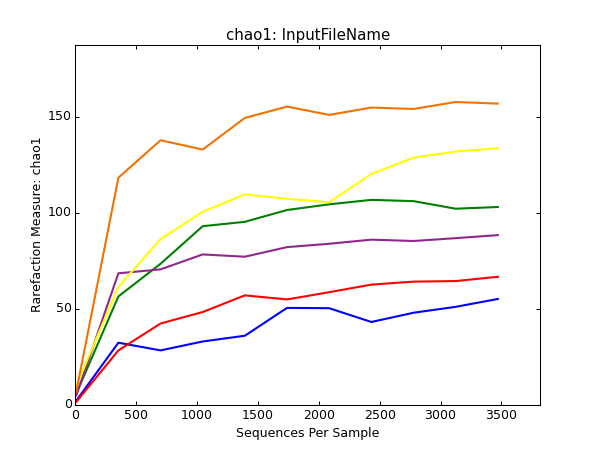 chao1: InputFileName
150
100
50
0
0 500 1000 1500 2000 2500 3000 3500
Rarefaction Measure: chao1
Sequences Per Sample